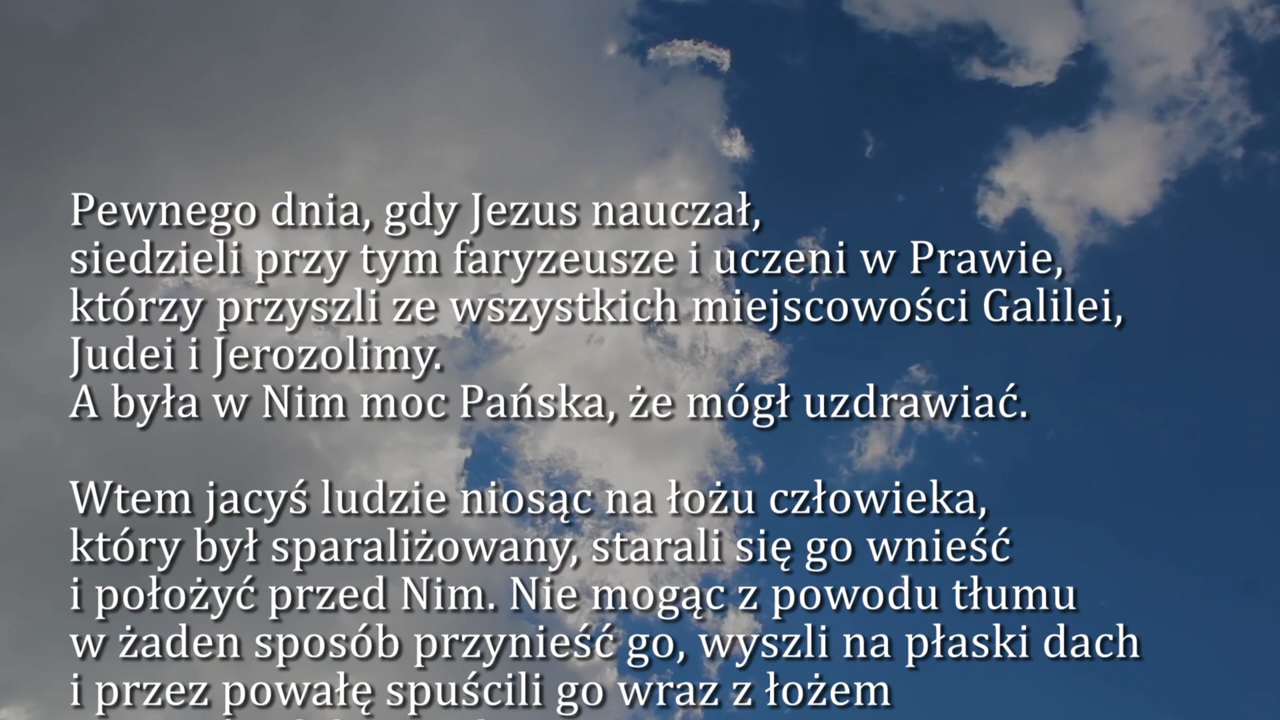 Pewnego dnia, gdy Jezus nauczał,
siedzieli przy tym faryzeusze i uczeni w Prawie,
którzy przyszli ze wszystkich miejscowości Galilei,
Judei i Jerozolimy.
A była w Nim moc Pańska, że mógł uzdrawiać.
Wtem jacyś ludzie niosąc na łożu człowieka,
który był sparaliżowany, starali się go wnieść
i położyć przed Nim. Nie mogąc z powodu tłumu
w żaden sposób przynieść go, wyszli na płaski dach
i przez powałę spuścili go wraz z łożem